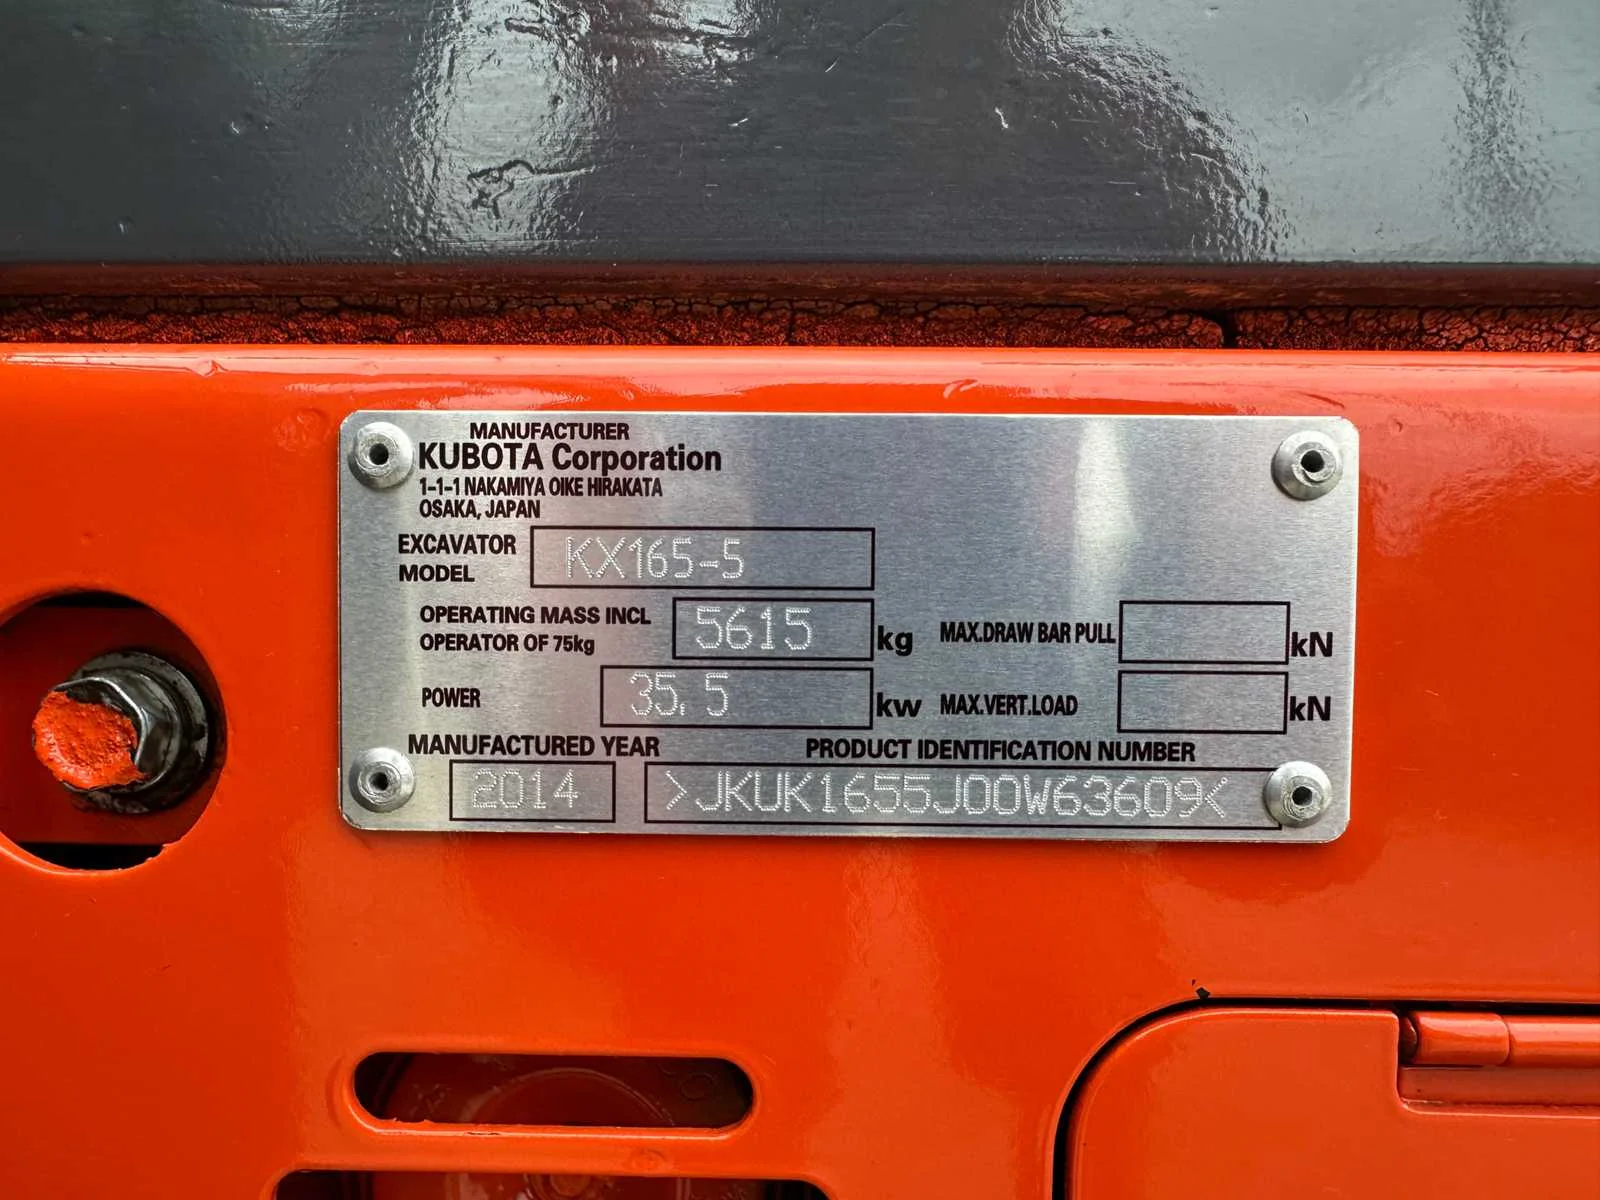 MANUFACTURER
KUBOTA Corporation
1-1-1 NAKAMIYA OIKE HIRAKATA
OSAKA, JAPAN
EXCAVATOR MODEL KX165-5
OPERATING MASS INCL OPERATOR OF 75kg 5615 kg
MAX.DRAW BAR PULL kN
POWER 35.5 kw
MAX.VERT.LOAD kN
MANUFACTURED YEAR
2014
PRODUCT IDENTIFICATION NUMBER
>JKUK1655J00W63609<